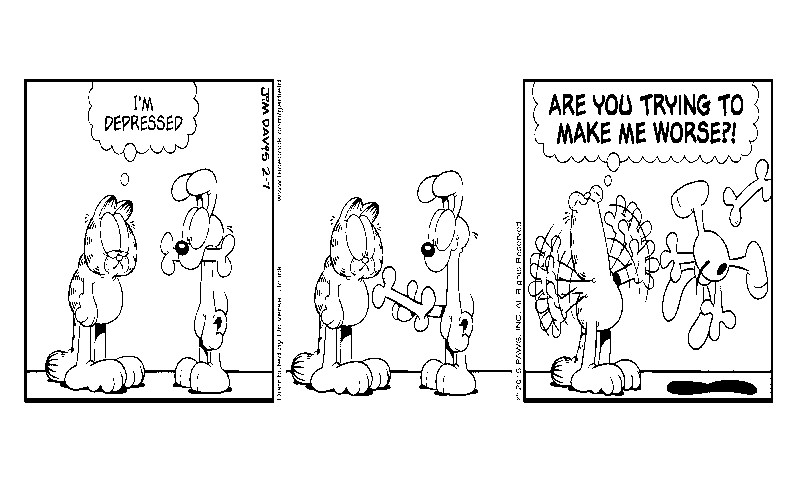 I'M
DEPRESSED
JIM DAVIS 2-7
ARE YOU TRYING TO
MAKE ME WORSE?!